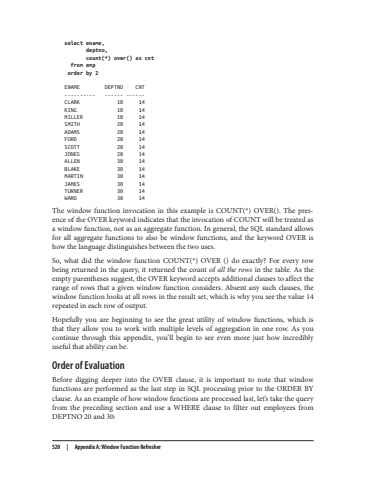 select ename,
deptno,
count(*) over() as cnt
from emp
order by 2
ENAME DEPTNO CNT
---------- ------ ------
CLARK 10 14
KING 10 14
MILLER 10 14
SMITH 20 14
ADAMS 20 14
FORD 20 14
SCOTT 20 14
JONES 20 14
ALLEN 30 14
BLAKE 30 14
MARTIN 30 14
JAMES 30 14
TURNER 30 14
WARD 30 14
The window function invocation in this example is COUNT(*) OVER(). The pres-
ence of the OVER keyword indicates that the invocation of COUNT will be treated as
a window function, not as an aggregate function. In general, the SQL standard allows
for all aggregate functions to also be window functions, and the keyword OVER is
how the language distinguishes between the two uses.
So, what did the window function COUNT(*) OVER () do exactly? For every row
being returned in the query, it returned the count of all the rows in the table. As the
empty parentheses suggest, the OVER keyword accepts additional clauses to affect the
range of rows that a given window function considers. Absent any such clauses, the
window function looks at all rows in the result set, which is why you see the value 14
repeated in each row of output.
Hopefully you are beginning to see the great utility of window functions, which is
that they allow you to work with multiple levels of aggregation in one row. As you
continue through this appendix, you'll begin to see even more just how incredibly
useful that ability can be.
Order of Evaluation
Before digging deeper into the OVER clause, it is important to note that window
functions are performed as the last step in SQL processing prior to the ORDER BY
clause. As an example of how window functions are processed last, let's take the query
from the preceding section and use a WHERE clause to filter out employees from
DEPTNO 20 and 30:
520 | Appendix A: Window Function Refresher